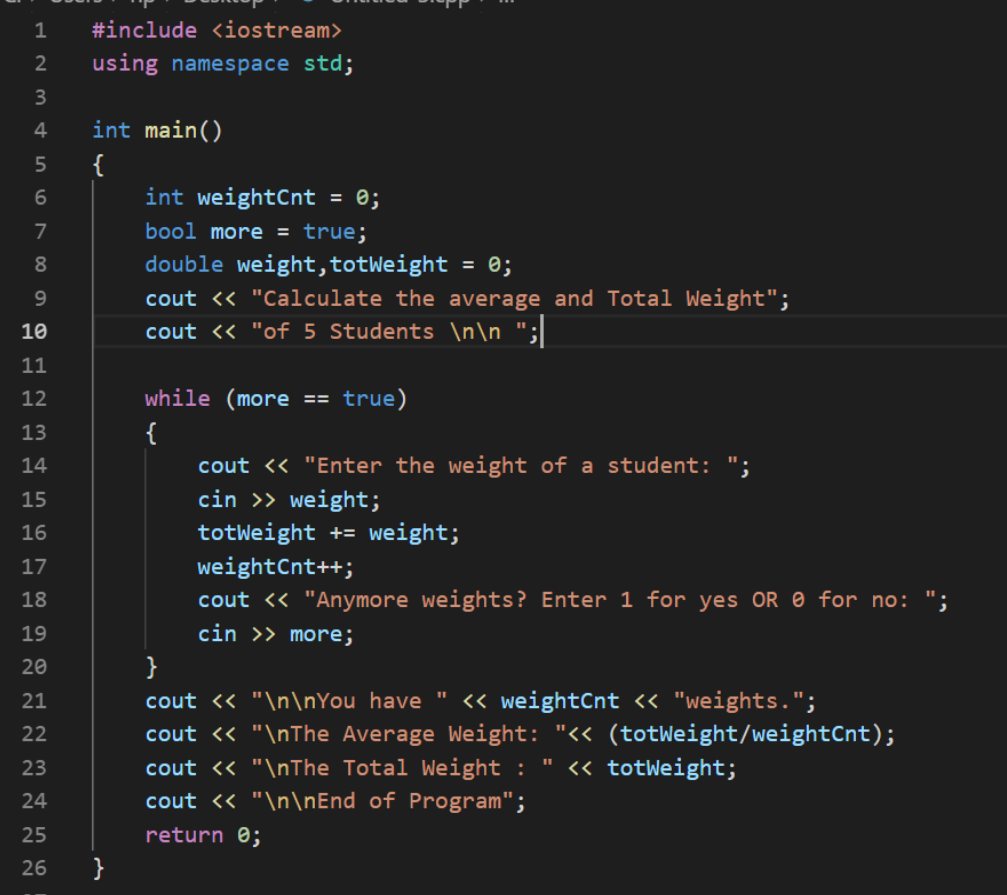 1 #include <iostream>
2 using namespace std;
3
4 int main()
5 {
6 int weightCnt = 0;
7 bool more = true;
8 double weight,totWeight = 0;
9 cout << "Calculate the average and Total Weight";
10 cout << "of 5 Students \n\n ";
11
12 while (more == true)
13 {
14 cout << "Enter the weight of a student: ";
15 cin >> weight;
16 totWeight += weight;
17 weightCnt++;
18 cout << "Anymore weights? Enter 1 for yes OR 0 for no: ";
19 cin >> more;
20 }
21 cout << "\n\nYou have " << weightCnt << "weights.";
22 cout << "\nThe Average Weight: "<< (totWeight/weightCnt);
23 cout << "\nThe Total Weight : " << totWeight;
24 cout << "\n\nEnd of Program";
25 return 0;
26 }